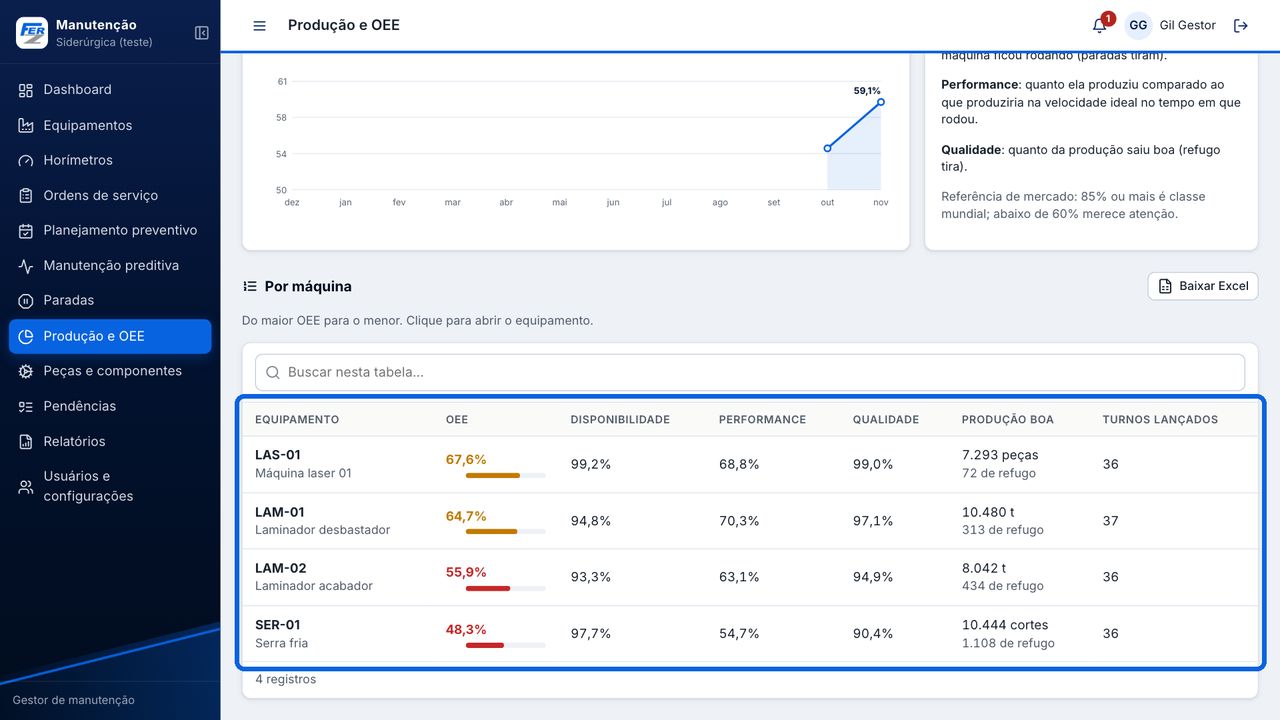 FER
2
Manutenção
Siderúrgica (teste)
Dashboard
Equipamentos
Horímetros
Ordens de serviço
Planejamento preventivo
Manutenção preditiva
Paradas
Produção e OEE
Peças e componentes
Pendências
Relatórios
Usuários e
configurações
Gestor de manutenção
Produção e OEE
1
GG
Gil Gestor
61
58
54
50
59,1%
dez jan fev mar abr mai jun jul ago set out nov
máquina ficou rodando (paradas tiram).
Performance: quanto ela produziu comparado ao
que produziria na velocidade ideal no tempo em que
rodou.
Qualidade: quanto da produção saiu boa (refugo
tira).
Referência de mercado: 85% ou mais é classe
mundial; abaixo de 60% merece atenção.
Por máquina
Baixar Excel
Do maior OEE para o menor. Clique para abrir o equipamento.
Buscar nesta tabela...
EQUIPAMENTO OEE DISPONIBILIDADE PERFORMANCE QUALIDADE PRODUÇÃO BOA TURNOS LANÇADOS
LAS-01 67,6% 99,2% 68,8% 99,0% 7.293 peças 36
Máquina laser 01 72 de refugo
LAM-01 64,7% 94,8% 70,3% 97,1% 10.480 t 37
Laminador desbastador 313 de refugo
LAM-02 55,9% 93,3% 63,1% 94,9% 8.042 t 36
Laminador acabador 434 de refugo
SER-01 48,3% 97,7% 54,7% 90,4% 10.444 cortes 36
Serra fria 1.108 de refugo
4 registros